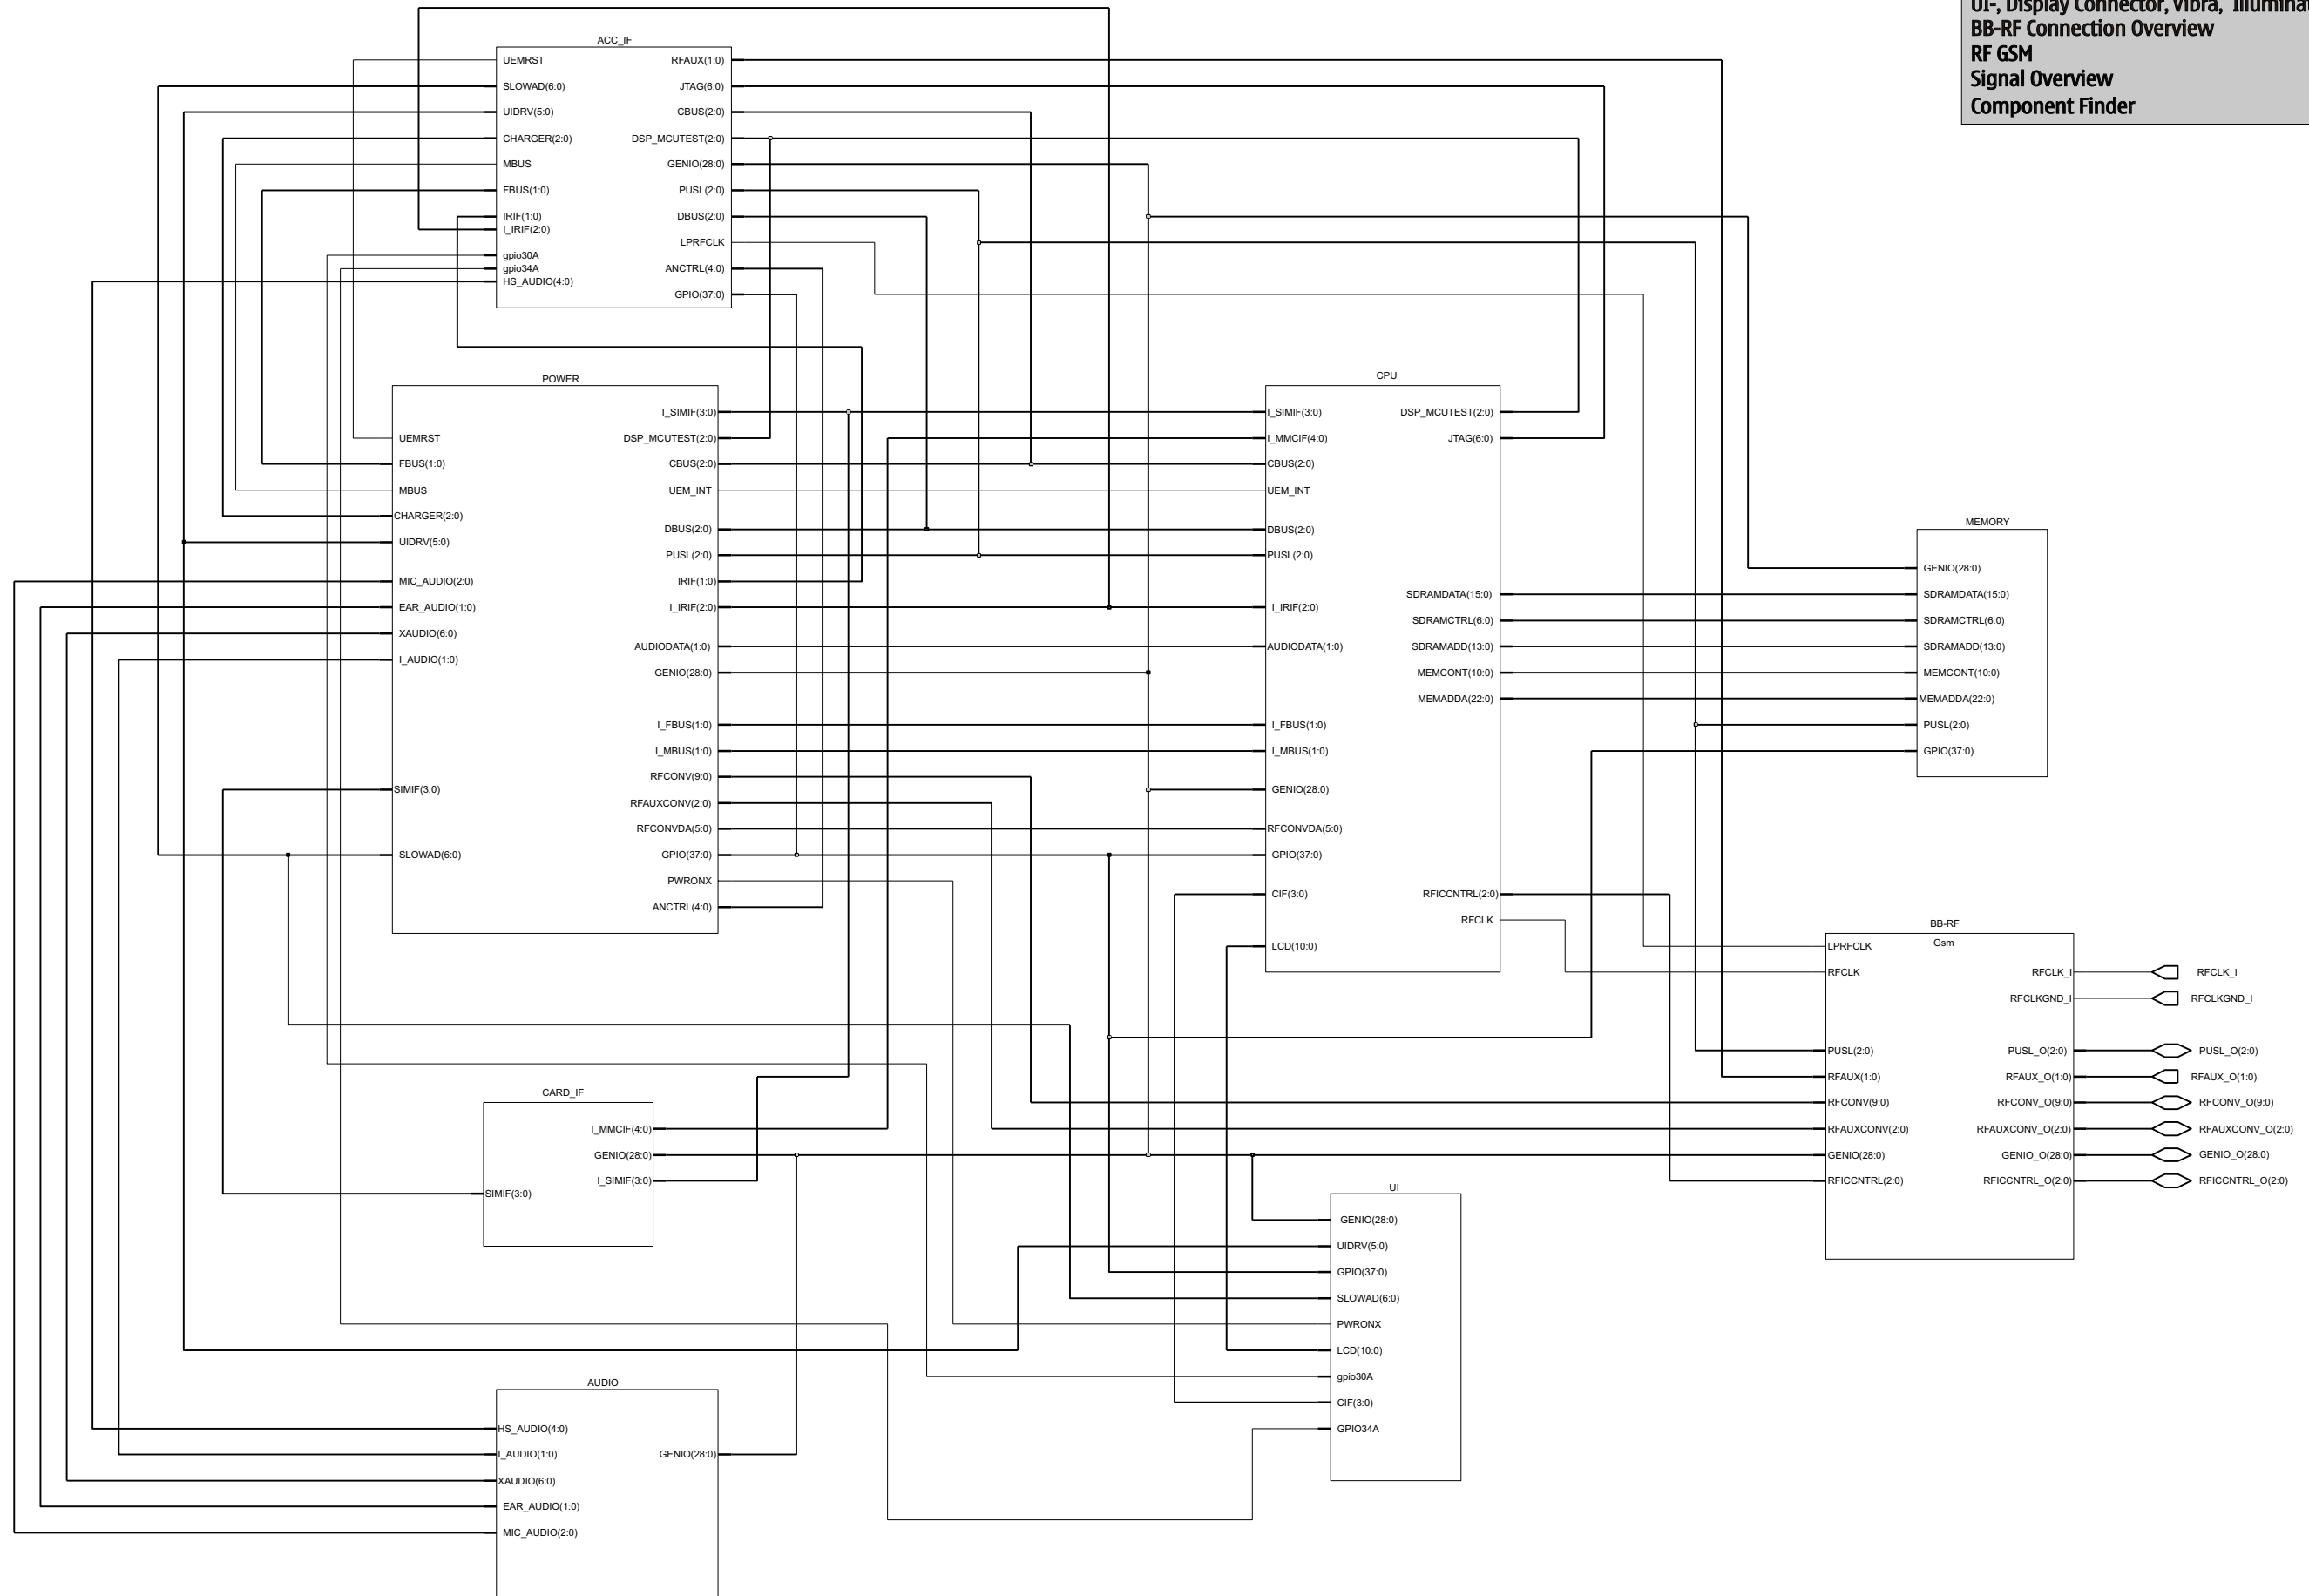 UI-, Display Connector, Vibra,
BB-RF Connection Overview
RF GSM
Signal Overview
Component Finder
ACC_IF
UEMRST
SLOWAD(6:0)
UIDRV(5:0)
CHARGER(2:0)
MBUS
FBUS(1:0)
IRIF(1:0)
I_IRIF(2:0)
gpio30A
gpio34A
HS_AUDIO(4:0)
RFAUX(1:0)
JTAG(6:0)
CBUS(2:0)
DSP_MCUTEST(2:0)
GENIO(28:0)
PUSL(2:0)
DBUS(2:0)
LPRFCLK
ANCTRL(4:0)
GPIO(37:0)
POWER
UEMRST
FBUS(1:0)
MBUS
CHARGER(2:0)
UIDRV(5:0)
MIC_AUDIO(2:0)
EAR_AUDIO(1:0)
XAUDIO(6:0)
I_AUDIO(1:0)
SIMIF(3:0)
SLOWAD(6:0)
I_SIMIF(3:0)
DSP_MCUTEST(2:0)
CBUS(2:0)
UEM_INT
DBUS(2:0)
PUSL(2:0)
IRIF(1:0)
I_IRIF(2:0)
AUDIODATA(1:0)
GENIO(28:0)
I_FBUS(1:0)
I_MBUS(1:0)
RFCONV(9:0)
RFAUXCONV(2:0)
RFCONVDA(5:0)
GPIO(37:0)
PWRONX
ANCTRL(4:0)
CPU
I_SIMIF(3:0)
I_MMCIF(4:0)
CBUS(2:0)
UEM_INT
DBUS(2:0)
PUSL(2:0)
I_IRIF(2:0)
AUDIODATA(1:0)
I_FBUS(1:0)
I_MBUS(1:0)
GENIO(28:0)
RFCONVDA(5:0)
GPIO(37:0)
CIF(3:0)
LCD(10:0)
DSP_MCUTEST(2:0)
JTAG(6:0)
SDRAMDATA(15:0)
SDRAMCTRL(6:0)
SDRAMADD(13:0)
MEMCONT(10:0)
MEMADDA(22:0)
RFICCNTRL(2:0)
RFCLK
MEMORY
GENIO(28:0)
SDRAMDATA(15:0)
SDRAMCTRL(6:0)
SDRAMADD(13:0)
MEMCONT(10:0)
MEMADDA(22:0)
PUSL(2:0)
GPIO(37:0)
BB-RF
Gsm
LPRFCLK
RFCLK
PUSL(2:0)
RFAUX(1:0)
RFCONV(9:0)
RFAUXCONV(2:0)
GENIO(28:0)
RFICCNTRL(2:0)
RFCLK_I
RFCLKGND_I
PUSL_O(2:0)
RFAUX_O(1:0)
RFCONV_O(9:0)
RFAUXCONV_O(2:0)
GENIO_O(28:0)
RFICCNTRL_O(2:0)
RFCLK_I
RFCLKGND_I
PUSL_O(2:0)
RFAUX_O(1:0)
RFCONV_O(9:0)
RFAUXCONV_O(2:0)
GENIO_O(28:0)
RFICCNTRL_O(2:0)
CARD_IF
I_MMCIF(4:0)
GENIO(28:0)
I_SIMIF(3:0)
SIMIF(3:0)
UI
GENIO(28:0)
UIDRV(5:0)
GPIO(37:0)
SLOWAD(6:0)
PWRONX
LCD(10:0)
gpio30A
CIF(3:0)
GPIO34A
AUDIO
HS_AUDIO(4:0)
I_AUDIO(1:0)
XAUDIO(6:0)
EAR_AUDIO(1:0)
MIC_AUDIO(2:0)
GENIO(28:0)